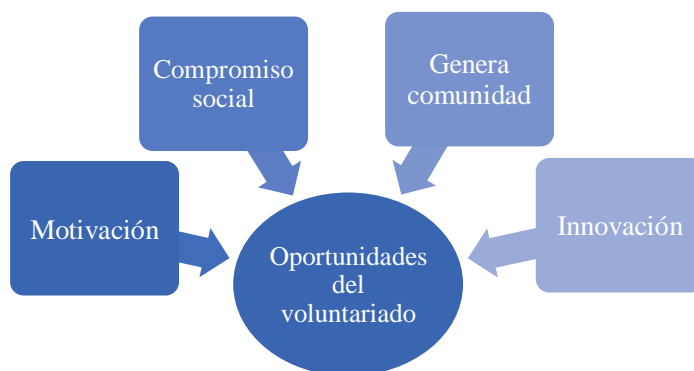 Motivación
Compromiso
social
Genera
comunidad
Innovación
Oportunidades
del
voluntariado